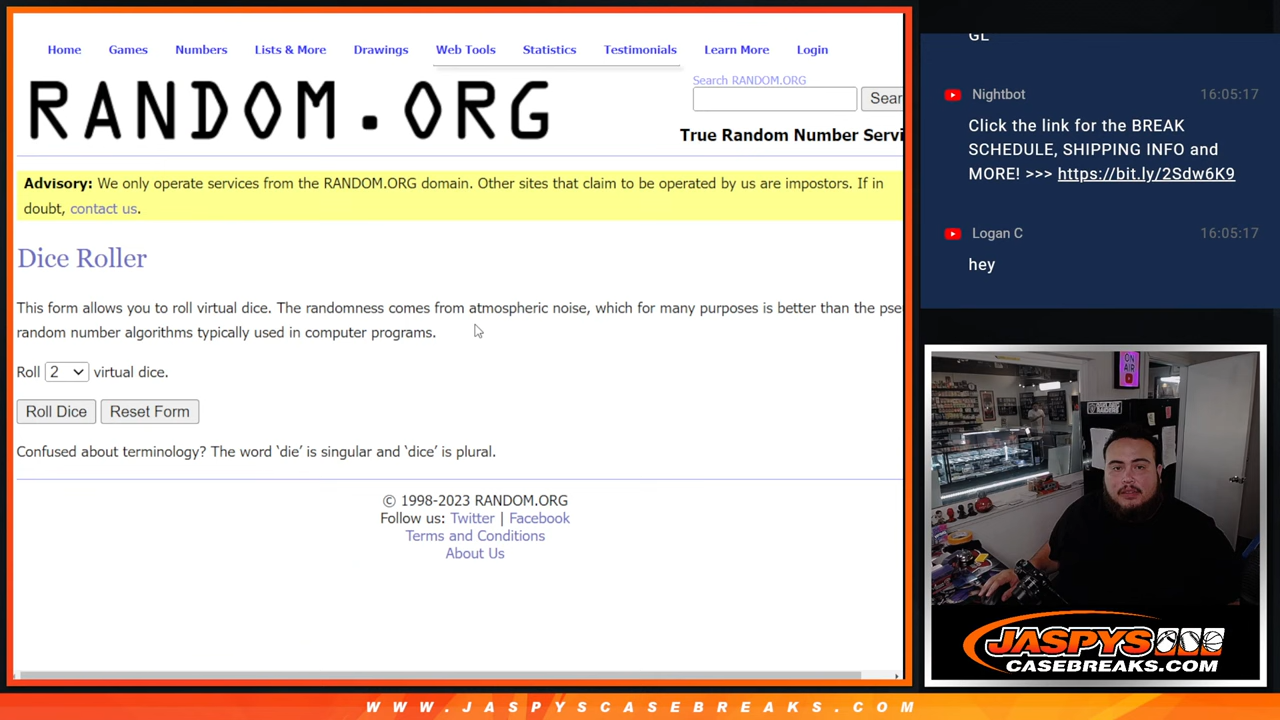 Home Games Numbers Lists & More Drawings Web Tools Statistics Testimonials Learn More Login
RANDOM.ORG
Search RANDOM.ORG
Sear
True Random Number Servi
Advisory: We only operate services from the RANDOM.ORG domain. Other sites that claim to be operated by us are impostors. If in
doubt, contact us.
Dice Roller
This form allows you to roll virtual dice. The randomness comes from atmospheric noise, which for many purposes is better than the pse
random number algorithms typically used in computer programs.
Roll 2 virtual dice.
Roll Dice Reset Form
Confused about terminology? The word ‘die’ is singular and ‘dice’ is plural.
© 1998-2023 RANDOM.ORG
Follow us: Twitter | Facebook
Terms and Conditions
About Us
GL
Nightbot 16:05:17
Click the link for the BREAK
SCHEDULE, SHIPPING INFO and
MORE! >>> https://bit.ly/2Sdw6K9
Logan C 16:05:17
hey
ON
AIR
JASPYS
CASEBREAKS.COM
WWW.JASPYSCASEBREAKS.COM